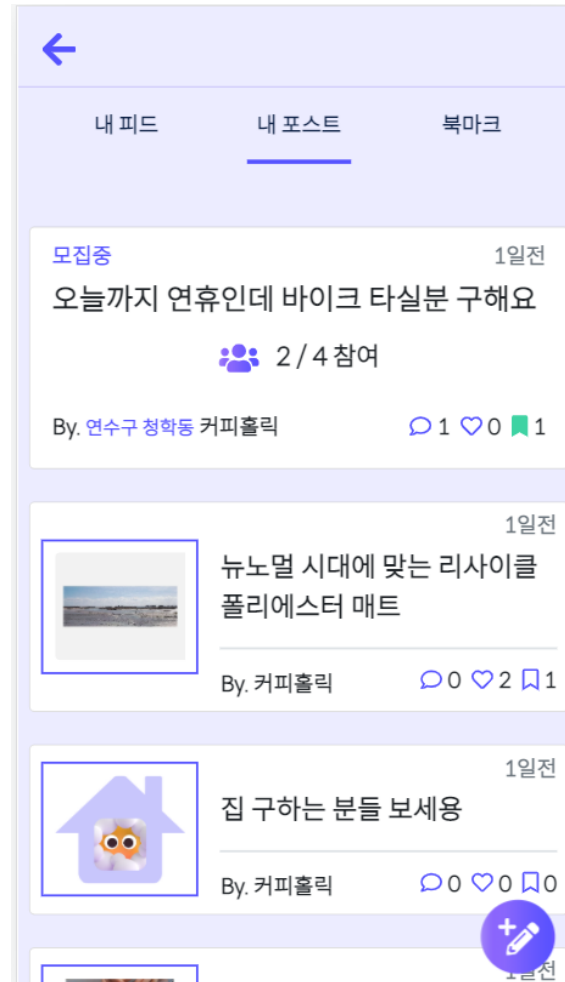 내 피드 내 포스트 북마크
모집중 1일전
오늘까지 연휴인데 바이크 타실분 구해요
2 / 4 참여
By. 연수구 청학동 커피홀릭 1 0 1
1일전
뉴노멀 시대에 맞는 리사이클
폴리에스터 매트
By. 커피홀릭 0 2 1
1일전
집 구하는 분들 보세용
By. 커피홀릭 0 0 0
1일전